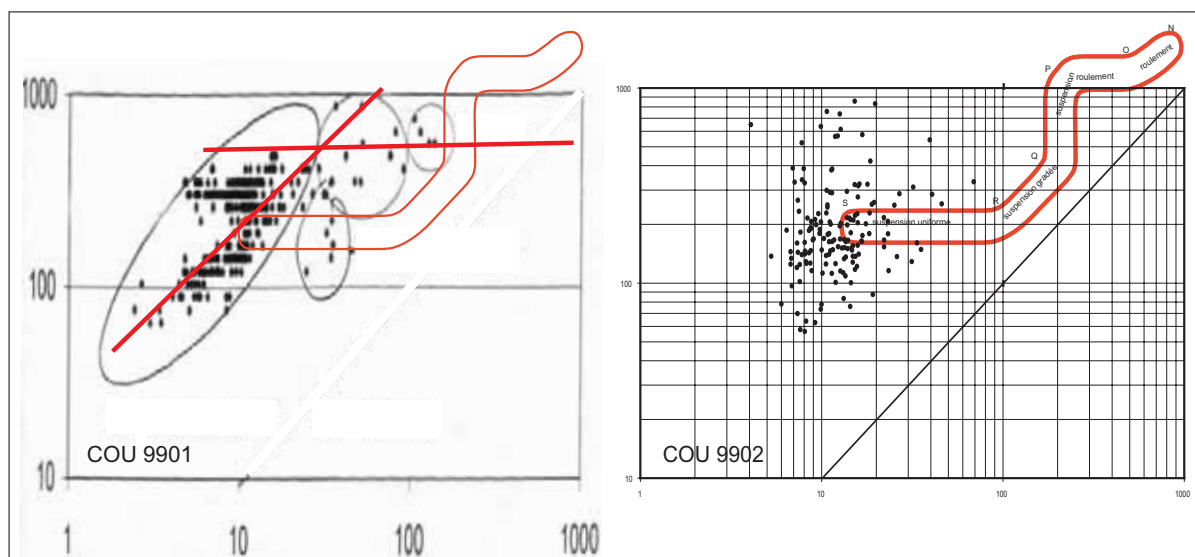 1000
100
10
COU 9901
1
10
100
1000
N
O
P
roulement
roulement
suspension
1000
Q
suspension gradée
R
S
suspension uniforme
100
COU 9902
10
1
10
100
1000